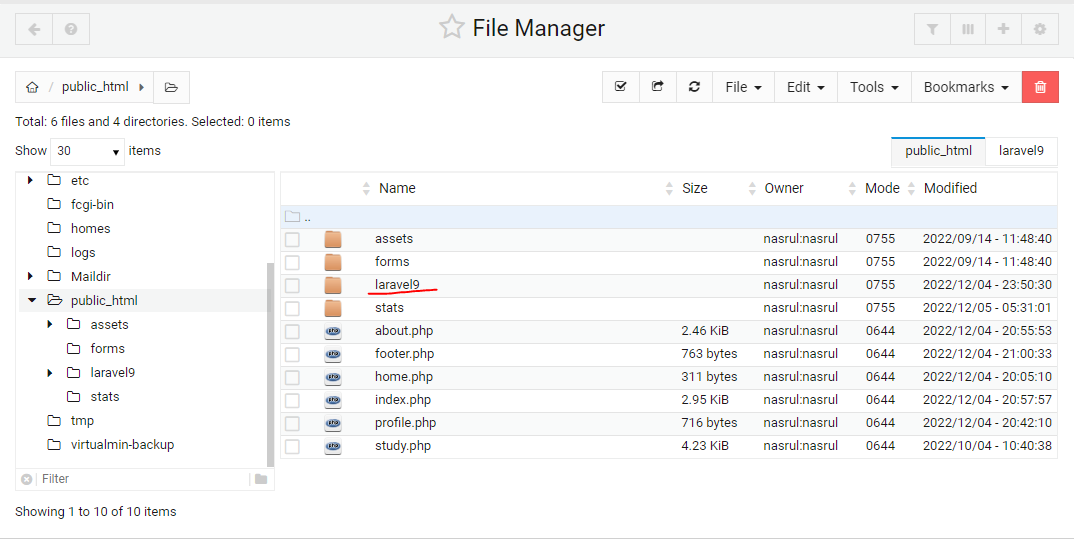 File Manager
/ public_html
File Edit Tools Bookmarks
Total: 6 files and 4 directories. Selected: 0 items
Show 30 items
public_html laravel9
etc
fcgi-bin
homes
logs
Maildir
public_html
assets
forms
laravel9
stats
tmp
virtualmin-backup
Filter
Name Size Owner Mode Modified
..
assets nasrul:nasrul 0755 2022/09/14 - 11:48:40
forms nasrul:nasrul 0755 2022/09/14 - 11:48:40
laravel9 nasrul:nasrul 0755 2022/12/04 - 23:50:30
stats nasrul:nasrul 0755 2022/12/05 - 05:31:01
about.php 2.46 KiB nasrul:nasrul 0644 2022/12/04 - 20:55:53
footer.php 763 bytes nasrul:nasrul 0644 2022/12/04 - 21:00:33
home.php 311 bytes nasrul:nasrul 0644 2022/12/04 - 20:05:10
index.php 2.95 KiB nasrul:nasrul 0644 2022/12/04 - 20:57:57
profile.php 716 bytes nasrul:nasrul 0644 2022/12/04 - 20:42:10
study.php 4.23 KiB nasrul:nasrul 0644 2022/10/04 - 10:40:38
Showing 1 to 10 of 10 items